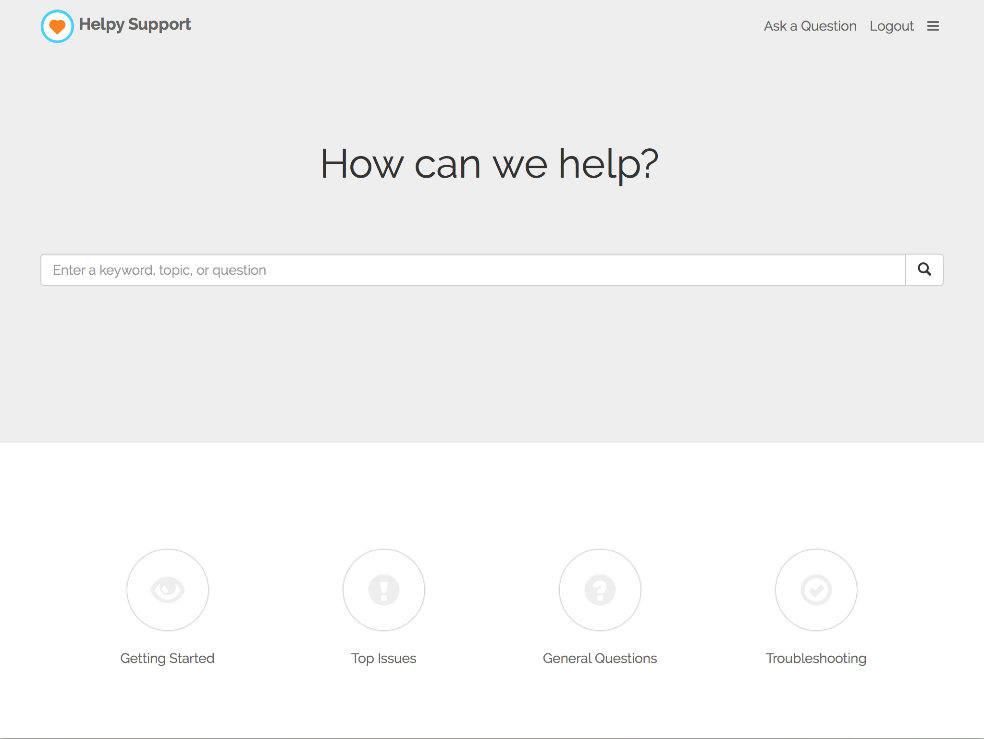 Helpy Support
Ask a Question Logout
How can we help?
Enter a keyword, topic, or question
Getting Started Top Issues General Questions Troubleshooting